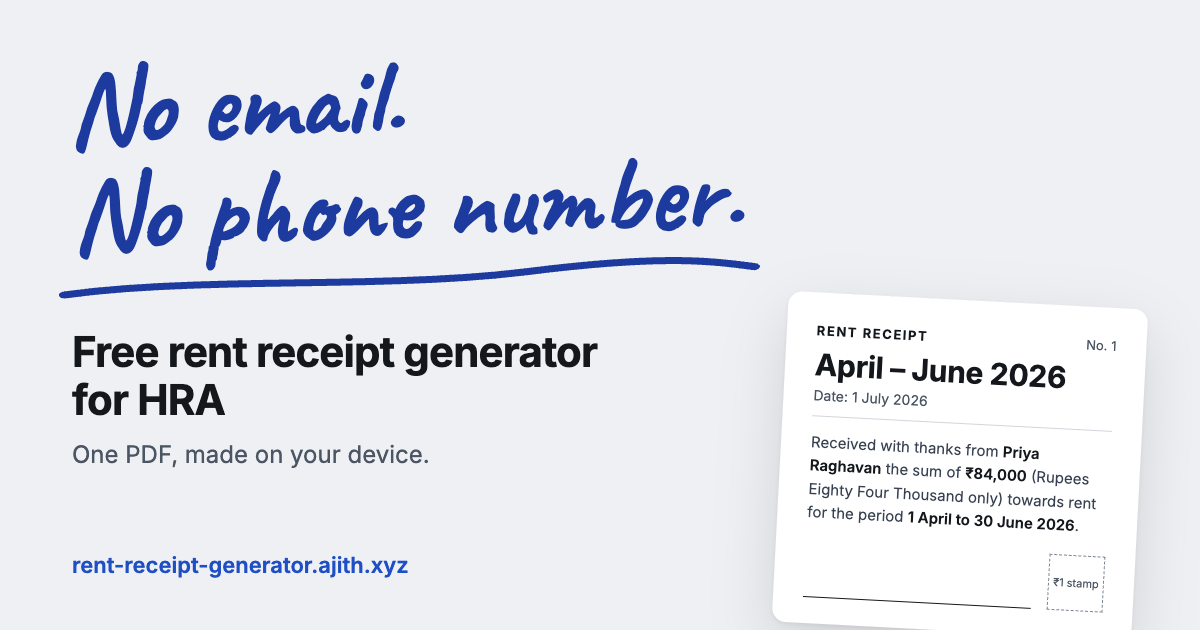 No email.
No phone number.
Free rent receipt generator
for HRA
One PDF, made on your device.
rent-receipt-generator.ajith.xyz
RENT RECEIPT
No. 1
April – June 2026
Date: 1 July 2026
Received with thanks from Priya
Raghavan the sum of ₹84,000 (Rupees
Eighty Four Thousand only) towards rent
for the period 1 April to 30 June 2026.
₹1 stamp